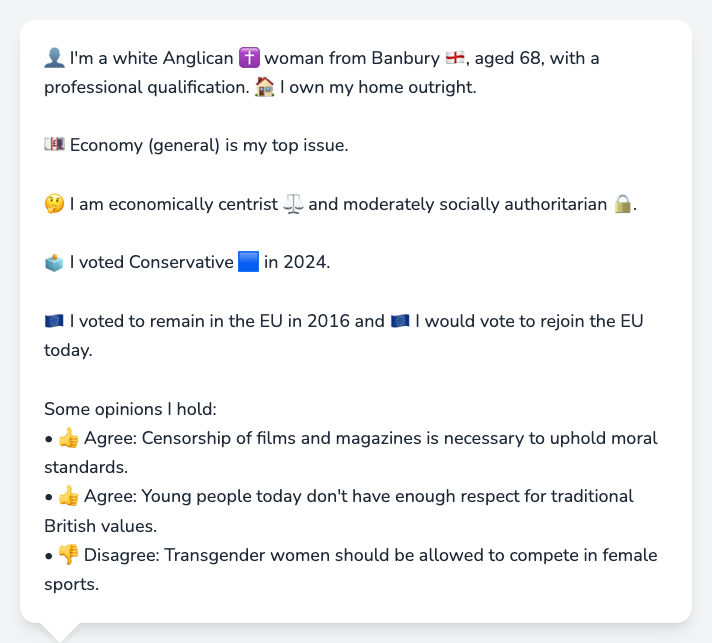 👤 I'm a white Anglican ✝️ woman from Banbury 🏴󠁧󠁢󠁥󠁮󠁧󠁿, aged 68, with a
professional qualification. 🏠 I own my home outright.
💷 Economy (general) is my top issue.
🤔 I am economically centrist ⚖️ and moderately socially authoritarian 🔒.
🗳️ I voted Conservative 🟦 in 2024.
🇪🇺 I voted to remain in the EU in 2016 and 🇪🇺 I would vote to rejoin the EU
today.
Some opinions I hold:
• 👍 Agree: Censorship of films and magazines is necessary to uphold moral
standards.
• 👍 Agree: Young people today don't have enough respect for traditional
British values.
• 👎 Disagree: Transgender women should be allowed to compete in female
sports.